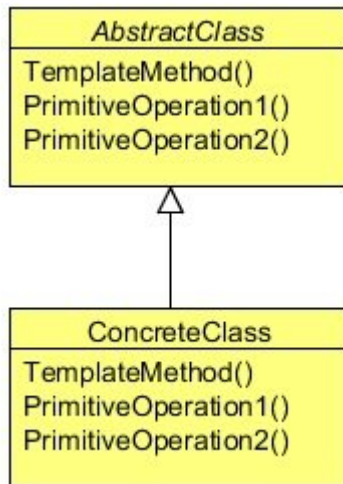 AbstractClass
TemplateMethod()
PrimitiveOperation1()
PrimitiveOperation2()
ConcreteClass
TemplateMethod()
PrimitiveOperation1()
PrimitiveOperation2()